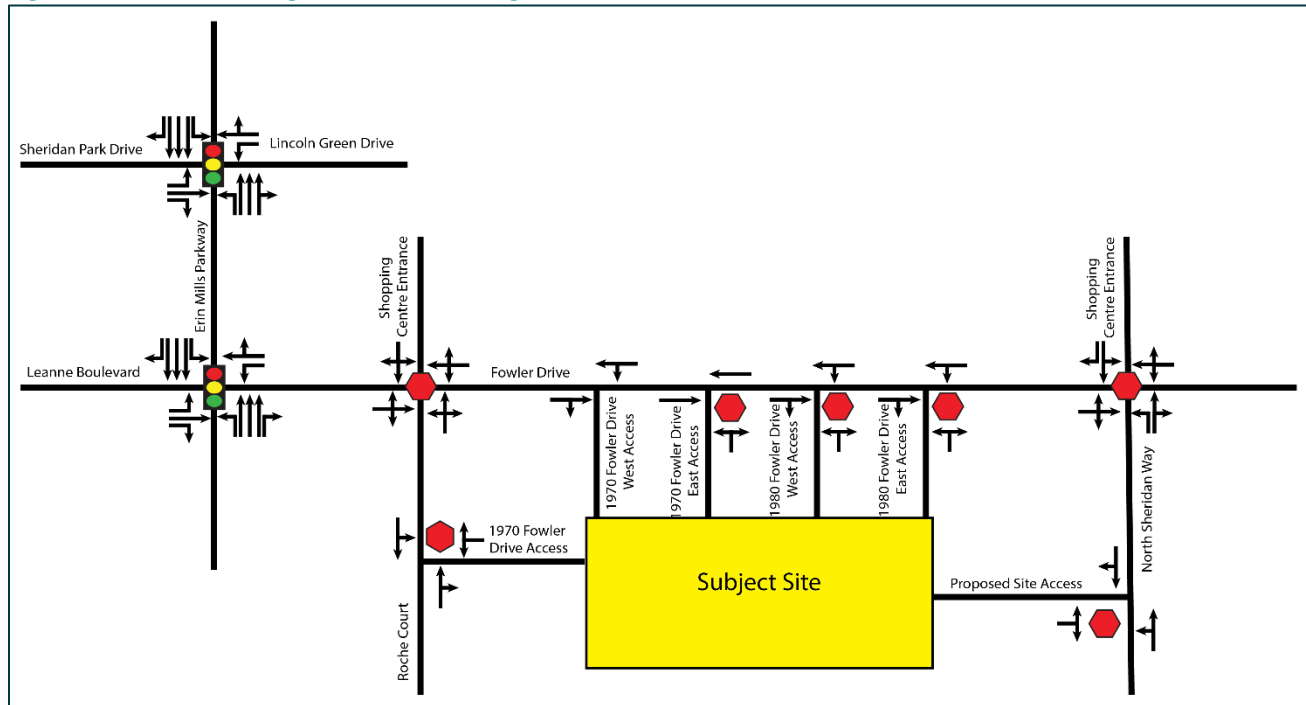 Sheridan Park Drive
Lincoln Green Drive
Erin Mills Parkway
Shopping
Centre Entrance
Shopping
Centre Entrance
Leanne Boulevard
Fowler Drive
1970 Fowler Drive
West Access
1970 Fowler Drive
East Access
1980 Fowler Drive
West Access
1980 Fowler Drive
East Access
North Sheridan Way
1970 Fowler
Drive Access
Subject Site
Proposed Site Access
Roche Court